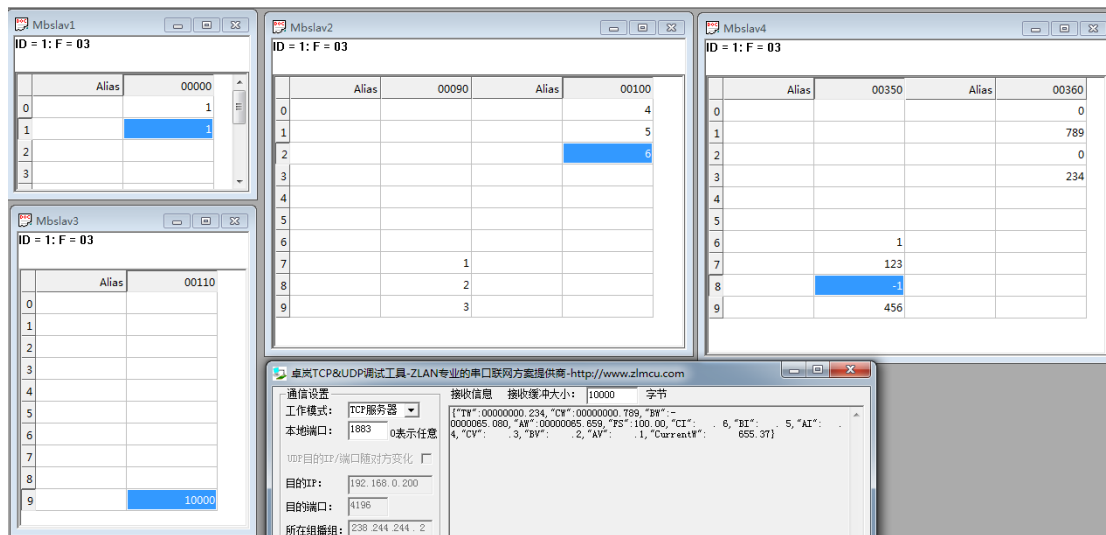 Mbslav1
ID = 1: F = 03
Alias 00000
0 1
1 1
2
3
Mbslav2
ID = 1: F = 03
Alias 00090 Alias 00100
0 4
1 5
2 6
3
4
5
6
7 1
8 2
9 3
Mbslav4
ID = 1: F = 03
Alias 00350 Alias 00360
0 0
1 789
2 0
3 234
4
5
6 1
7 123
8 -1
9 456
Mbslav3
ID = 1: F = 03
Alias 00110
0
1
2
3
4
5
6
7
8
9 10000
卓岚TCP&UDP调试工具-ZLAN专业的串口联网方案提供商-http://www.zlmcu.com
通信设置
工作模式: TCP服务器
本地端口: 1883 0表示任意
UDP目的IP/端口随对方变化
目的IP: 192.168.0.200
目的端口: 4196
所在组播组: 238.244.244.2
接收信息 接收缓冲大小: 10000 字节
{"TW":00000000.234,"CW":00000000.789,"BW":-
0000065.080,"AW":00000065.659,"FS":100.00,"CI": . 6,"BI": . 5,"AI": .
4,"CV": .3,"BV": .2,"AV": .1,"CurrentW": 655.37}